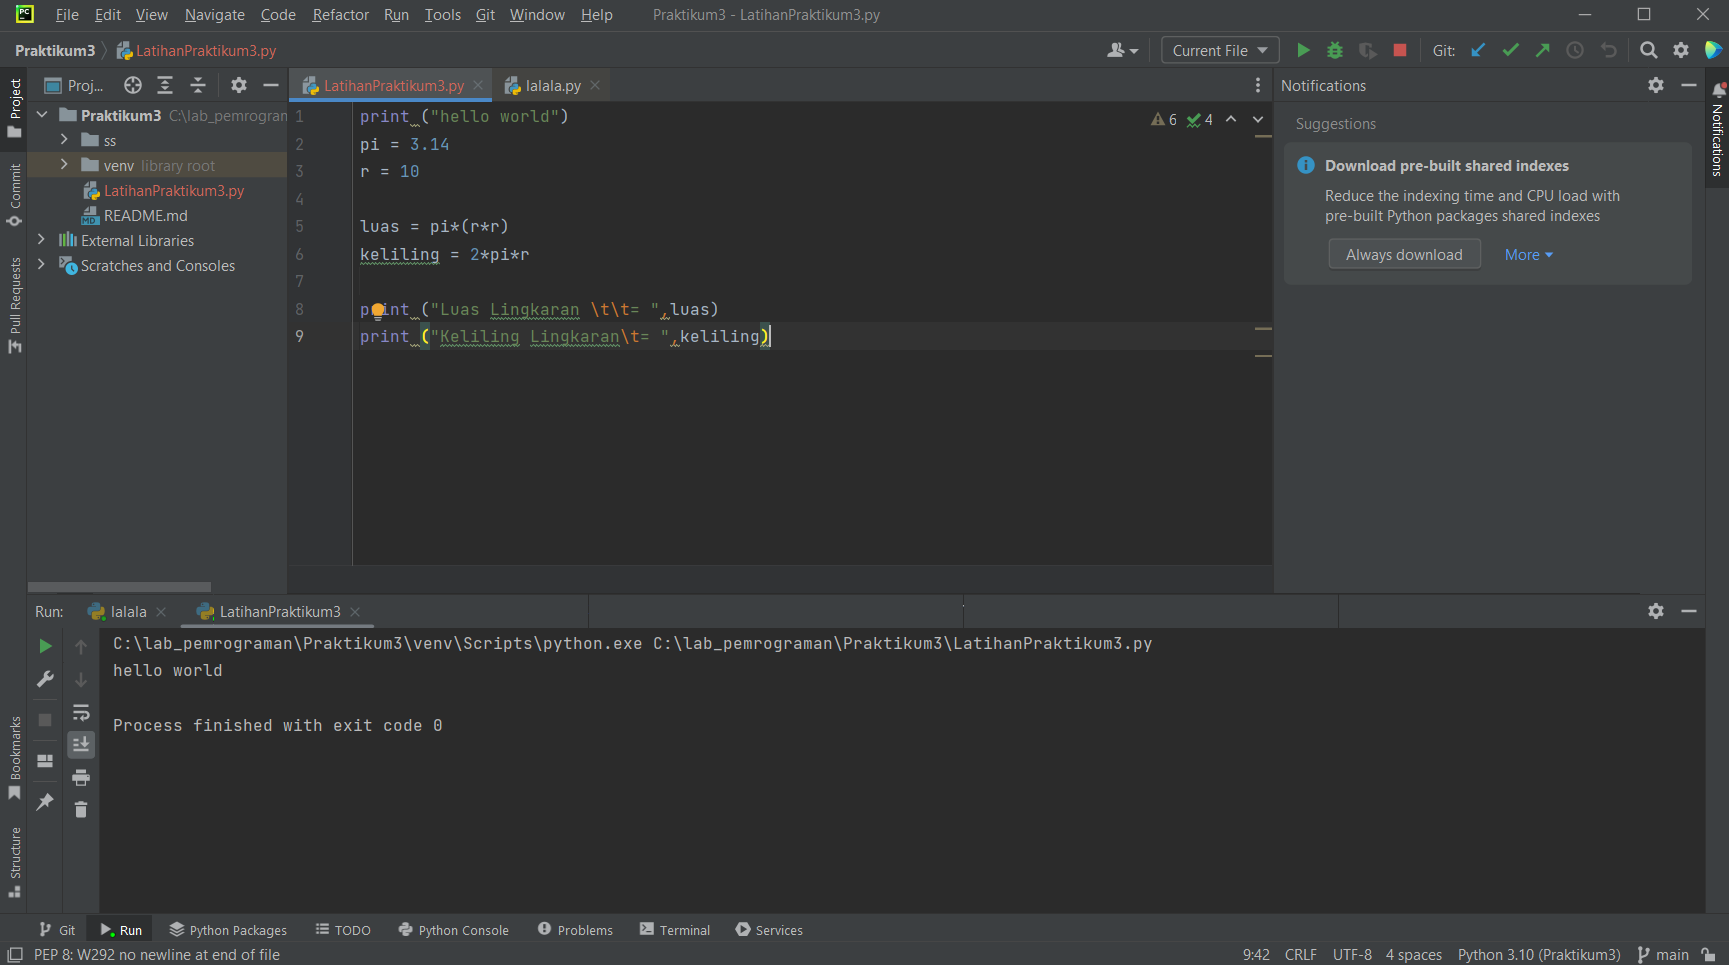 PC File Edit View Navigate Code Refactor Run Tools Git Window Help Praktikum3 - LatihanPraktikum3.py
Praktikum3 LatihanPraktikum3.py Current File Git:
Project
Commit
Pull Requests
Bookmarks
Structure
Proj...
Praktikum3 C:\lab_pemrogran
ss
venv library root
LatihanPraktikum3.py
README.md
External Libraries
Scratches and Consoles
LatihanPraktikum3.py lalala.py
6 4
1 print ("hello world")
2 pi = 3.14
3 r = 10
4
5 luas = pi*(r*r)
6 keliling = 2*pi*r
7
8 print ("Luas Lingkaran \t\t= ",luas)
9 print ("Keliling Lingkaran\t= ",keliling)
Notifications
Suggestions
Download pre-built shared indexes
Reduce the indexing time and CPU load with
pre-built Python packages shared indexes
Always download More
Notifications
Run: lalala LatihanPraktikum3
C:\lab_pemrograman\Praktikum3\venv\Scripts\python.exe C:\lab_pemrograman\Praktikum3\LatihanPraktikum3.py
hello world
Process finished with exit code 0
Git Run Python Packages TODO Python Console Problems Terminal Services
PEP 8: W292 no newline at end of file 9:42 CRLF UTF-8 4 spaces Python 3.10 (Praktikum3) main